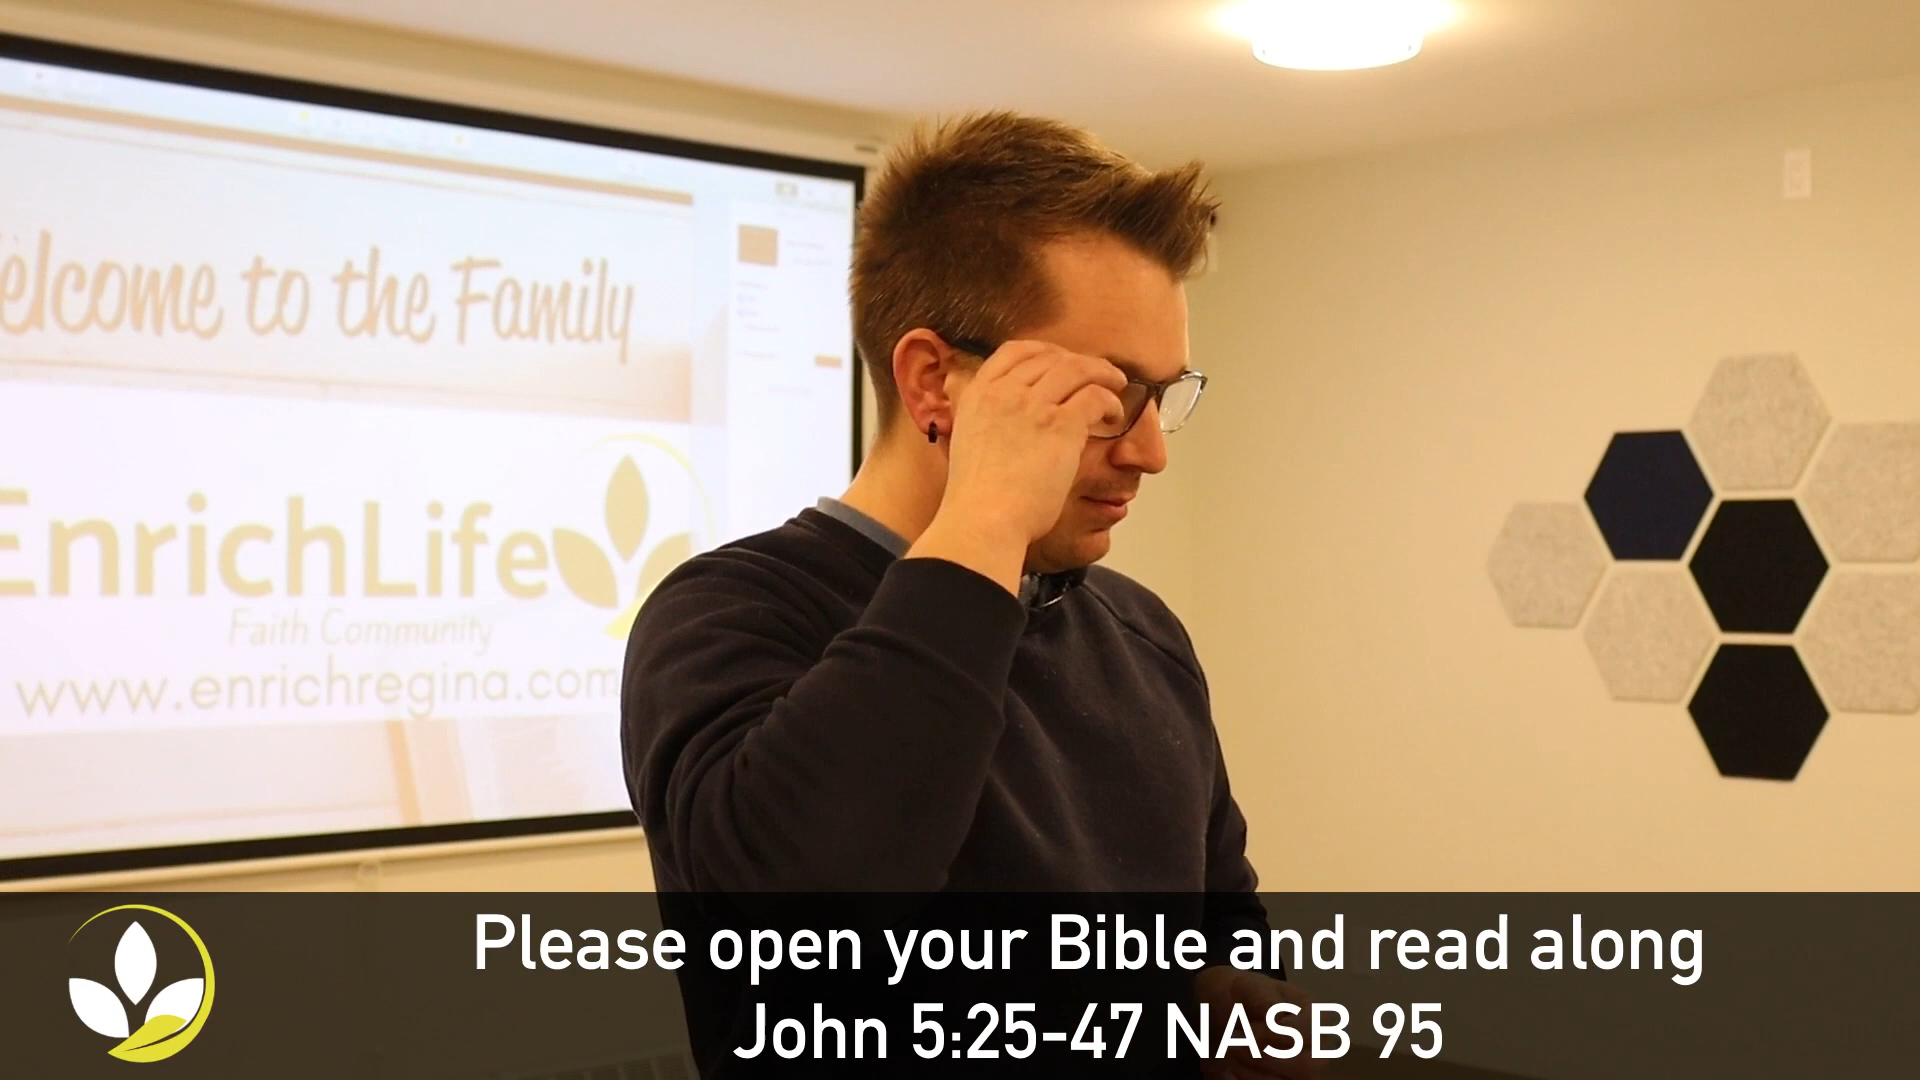 elcome to the Family
EnrichLife
Faith Community
www.enrichregina.com
Please open your Bible and read along
John 5:25-47 NASB 95